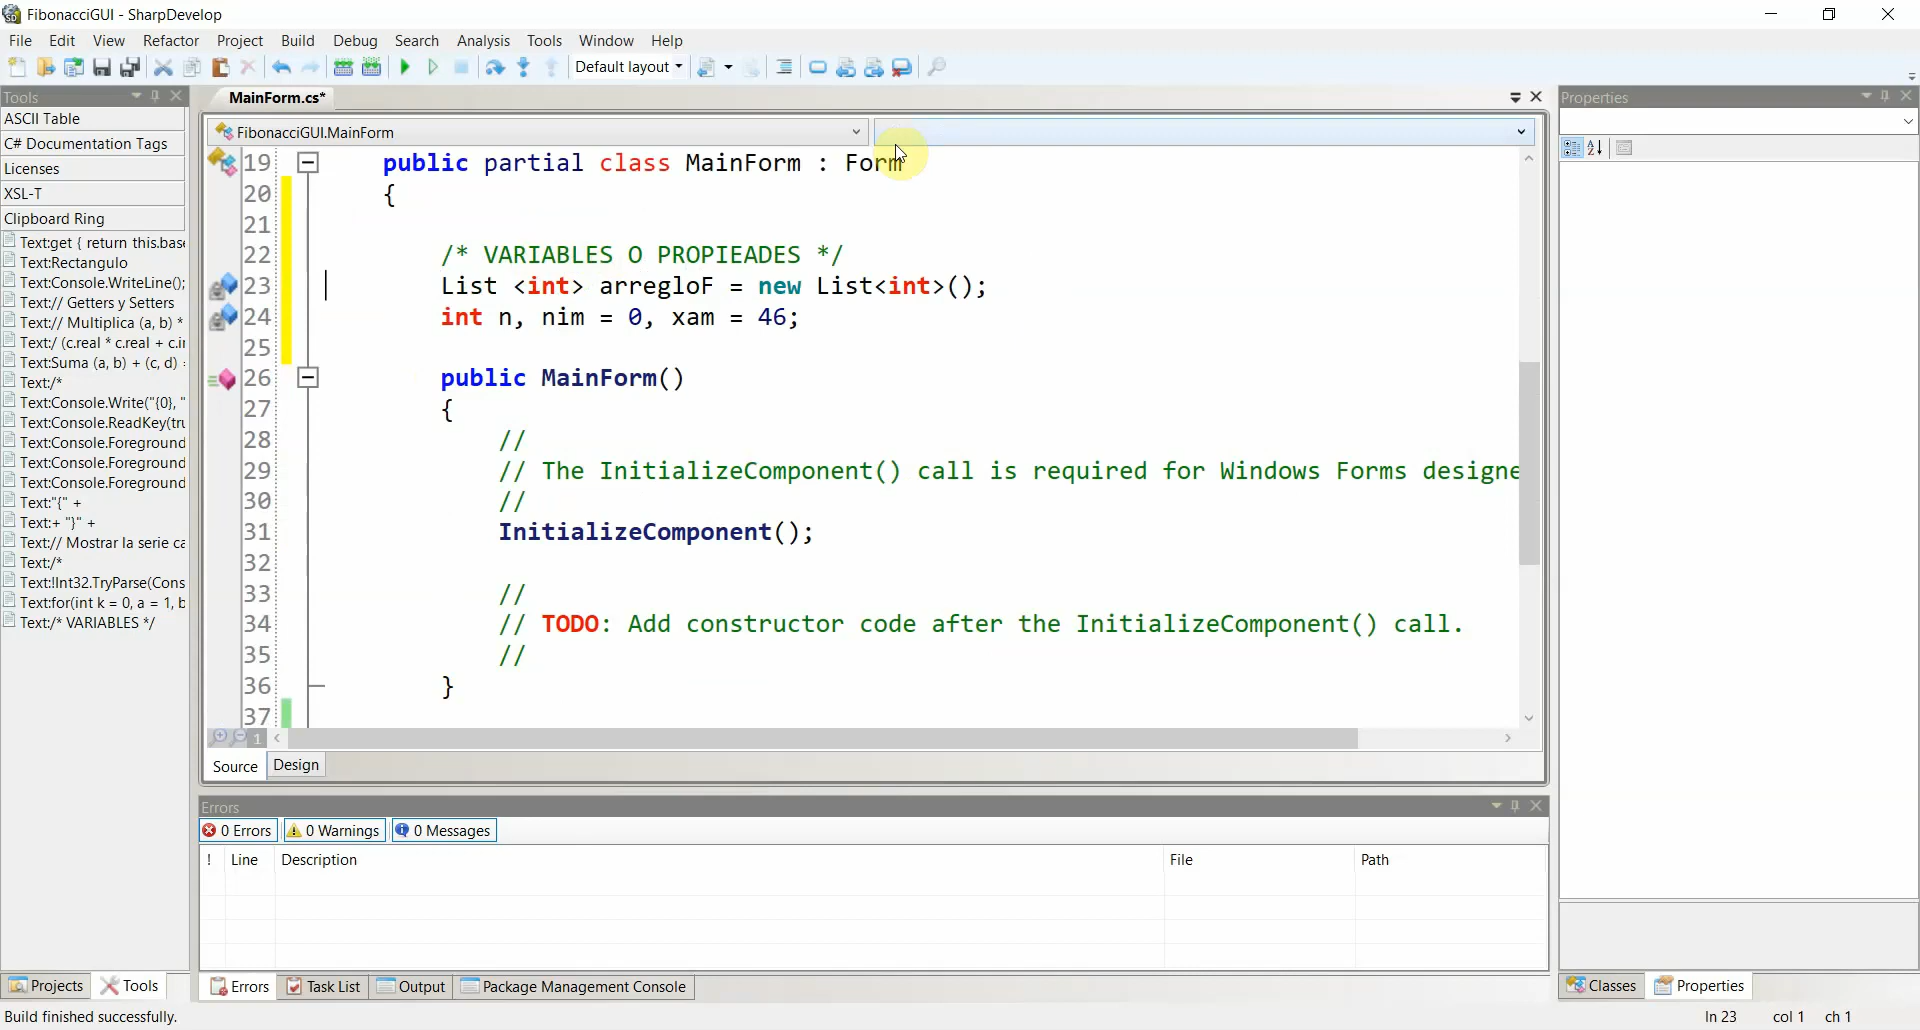 FibonacciGUI - SharpDevelop
File Edit View Refactor Project Build Debug Search Analysis Tools Window Help
Default layout
Tools
ASCII Table
C# Documentation Tags
Licenses
XSL-T
Clipboard Ring
Text:get { return this.base
Text:Rectangulo
Text:Console.WriteLine();
Text:// Getters y Setters
Text:// Multiplica (a, b) *
Text:/ (c.real * c.real + c.i
Text:Suma (a, b) + (c, d)
Text:/*
Text:Console.Write("{0}, "
Text:Console.ReadKey(tru
Text:Console.Foreground
Text:Console.Foreground
Text:Console.Foreground
Text:"{" +
Text:+ "}" +
Text:// Mostrar la serie ca
Text:/*
Text:!Int32.TryParse(Cons
Text:for(int k = 0, a = 1, b
Text:/* VARIABLES */
Projects Tools
MainForm.cs*
FibonacciGUI.MainForm
19 public partial class MainForm : Form
20 {
21
22 /* VARIABLES O PROPIEADES */
23 List <int> arregloF = new List<int>();
24 int n, nim = 0, xam = 46;
25
26 public MainForm()
27 {
28 //
29 // The InitializeComponent() call is required for Windows Forms designe
30 //
31 InitializeComponent();
32
33 //
34 // TODO: Add constructor code after the InitializeComponent() call.
35 //
36 }
37
1
Source Design
Errors
0 Errors 0 Warnings 0 Messages
! Line Description File Path
Errors Task List Output Package Management Console
Properties
Classes Properties
Build finished successfully.
ln 23 col 1 ch 1